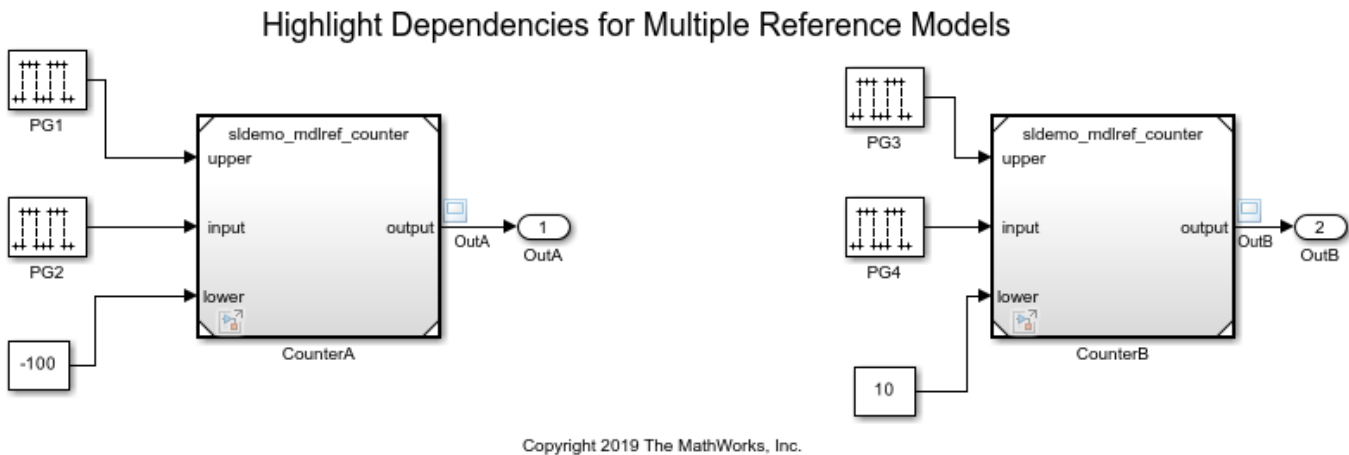 Highlight Dependencies for Multiple Reference Models
PG1
sldemo_mdlref_counter
upper
input
output
lower
PG2
-100
CounterA
OutA
1
OutA
PG3
sldemo_mdlref_counter
upper
input
output
lower
PG4
10
CounterB
OutB
2
OutB
Copyright 2019 The MathWorks, Inc.